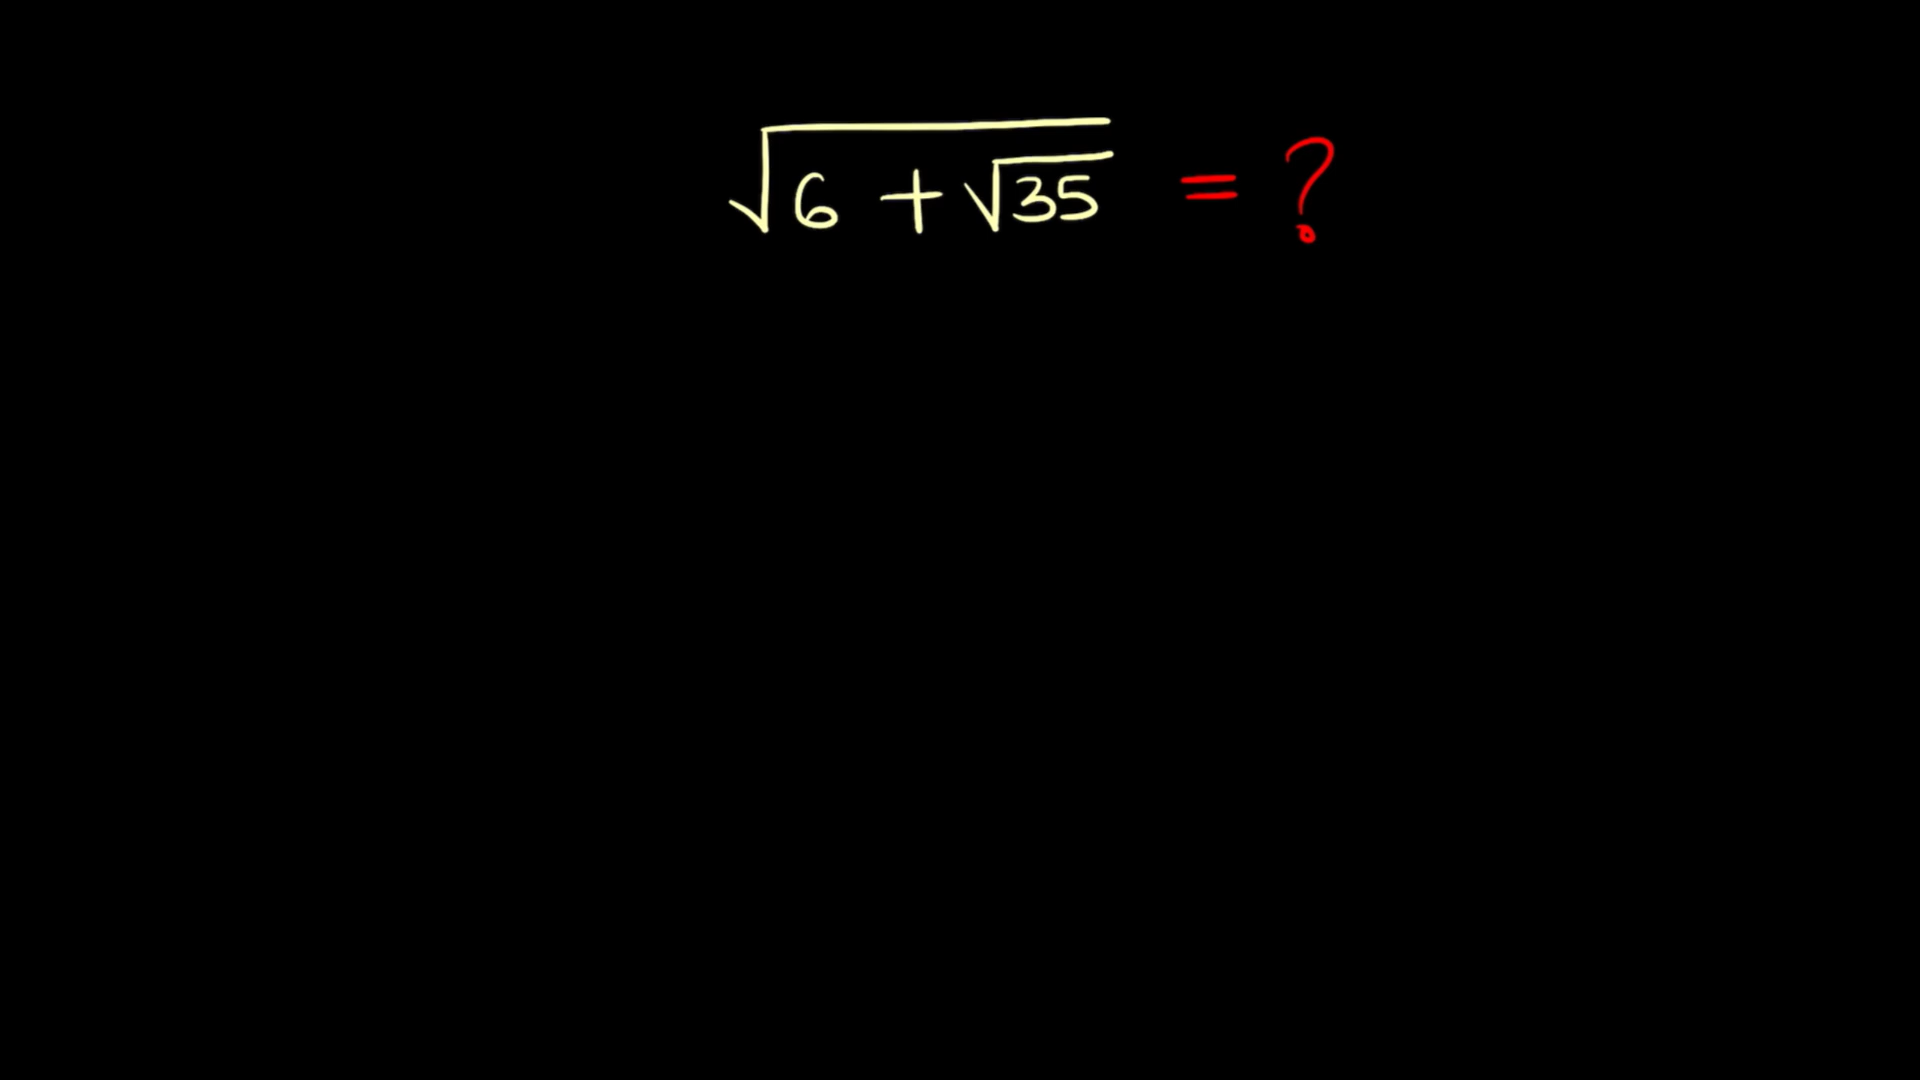 √(6 + √35) = ?